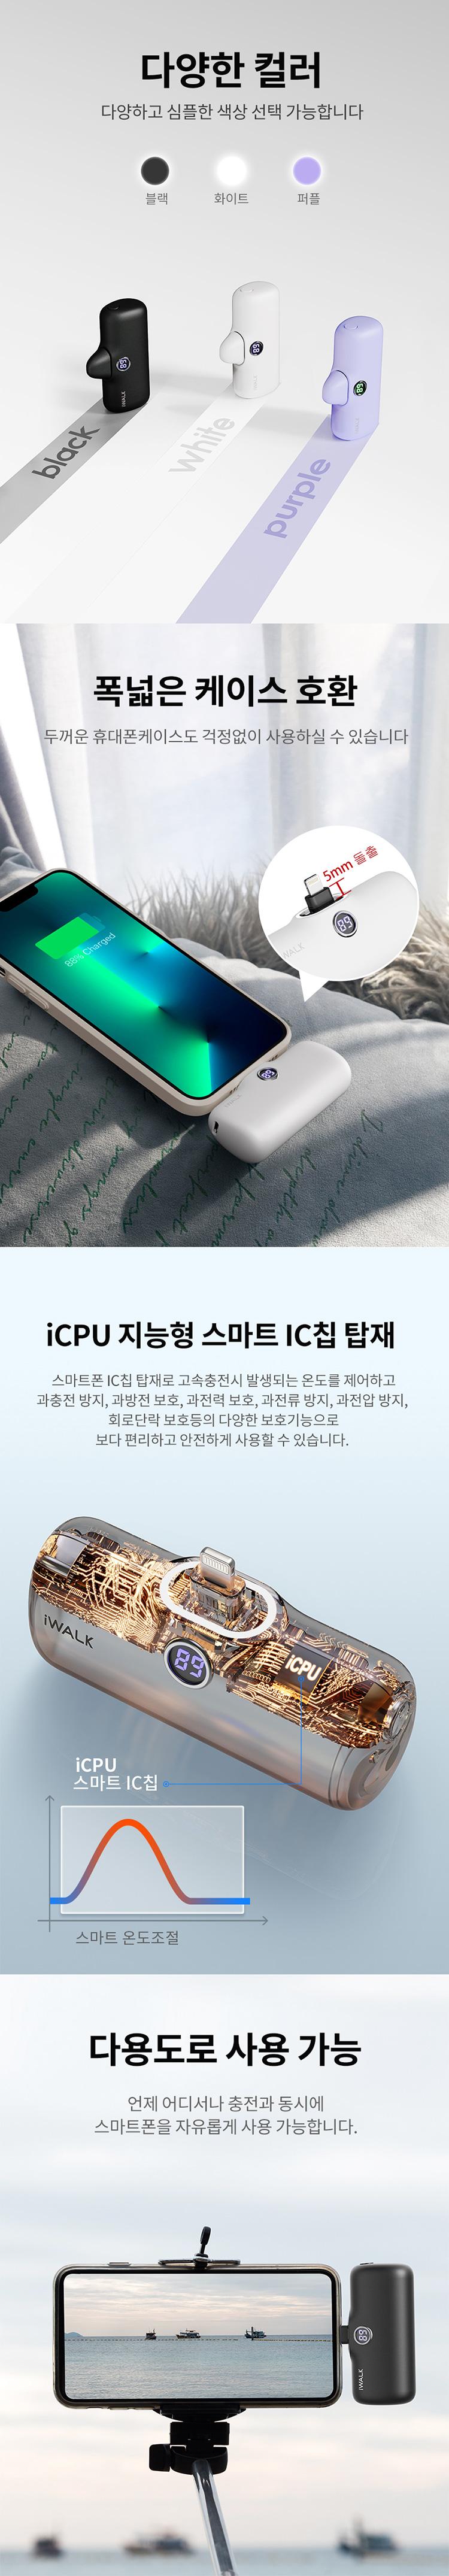 다양한 컬러
다양하고 심플한 색상 선택 가능합니다
블랙
화이트
퍼플
89
89
89
iWALK
iWALK
iWALK
black
White
purple
폭넓은 케이스 호환
두꺼운 휴대폰케이스도 걱정없이 사용하실 수 있습니다
5mm 돌출
89
WALK
88% Charged
iCPU 지능형 스마트 IC칩 탑재
스마트폰 IC칩 탑재로 고속충전시 발생되는 온도를 제어하고
과충전 방지, 과방전 보호, 과전력 보호, 과전류 방지, 과전압 방지,
회로단락 보호등의 다양한 보호기능으로
보다 편리하고 안전하게 사용할 수 있습니다.
iWALK
89
iCPU
iCPU
스마트 IC칩
스마트 온도조절
다용도로 사용 가능
언제 어디서나 충전과 동시에
스마트폰을 자유롭게 사용 가능합니다.
89
iWALK